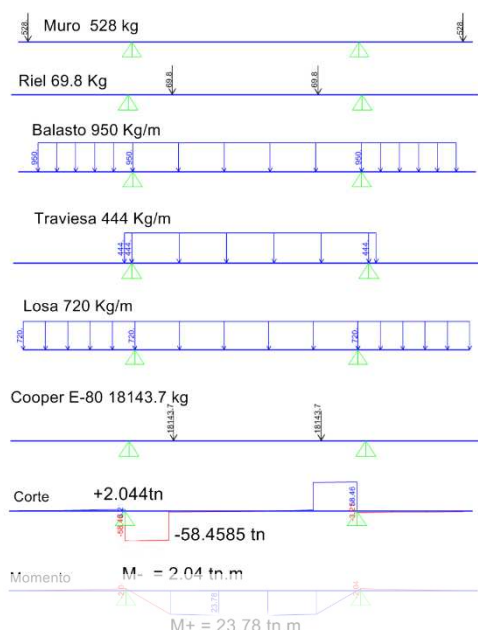 528
Muro 528 kg
528
Riel 69.8 Kg
69.8
69.8
Balasto 950 Kg/m
950
950
950
Traviesa 444 Kg/m
444
444
444
Losa 720 Kg/m
720
720
720
Cooper E-80 18143.7 kg
18143.7
18143.7
Corte
+2.044tn
58.46
-58.4585 tn
Momento
M- = 2.04 tn.m
23.78
M+ = 23.78 tn.m